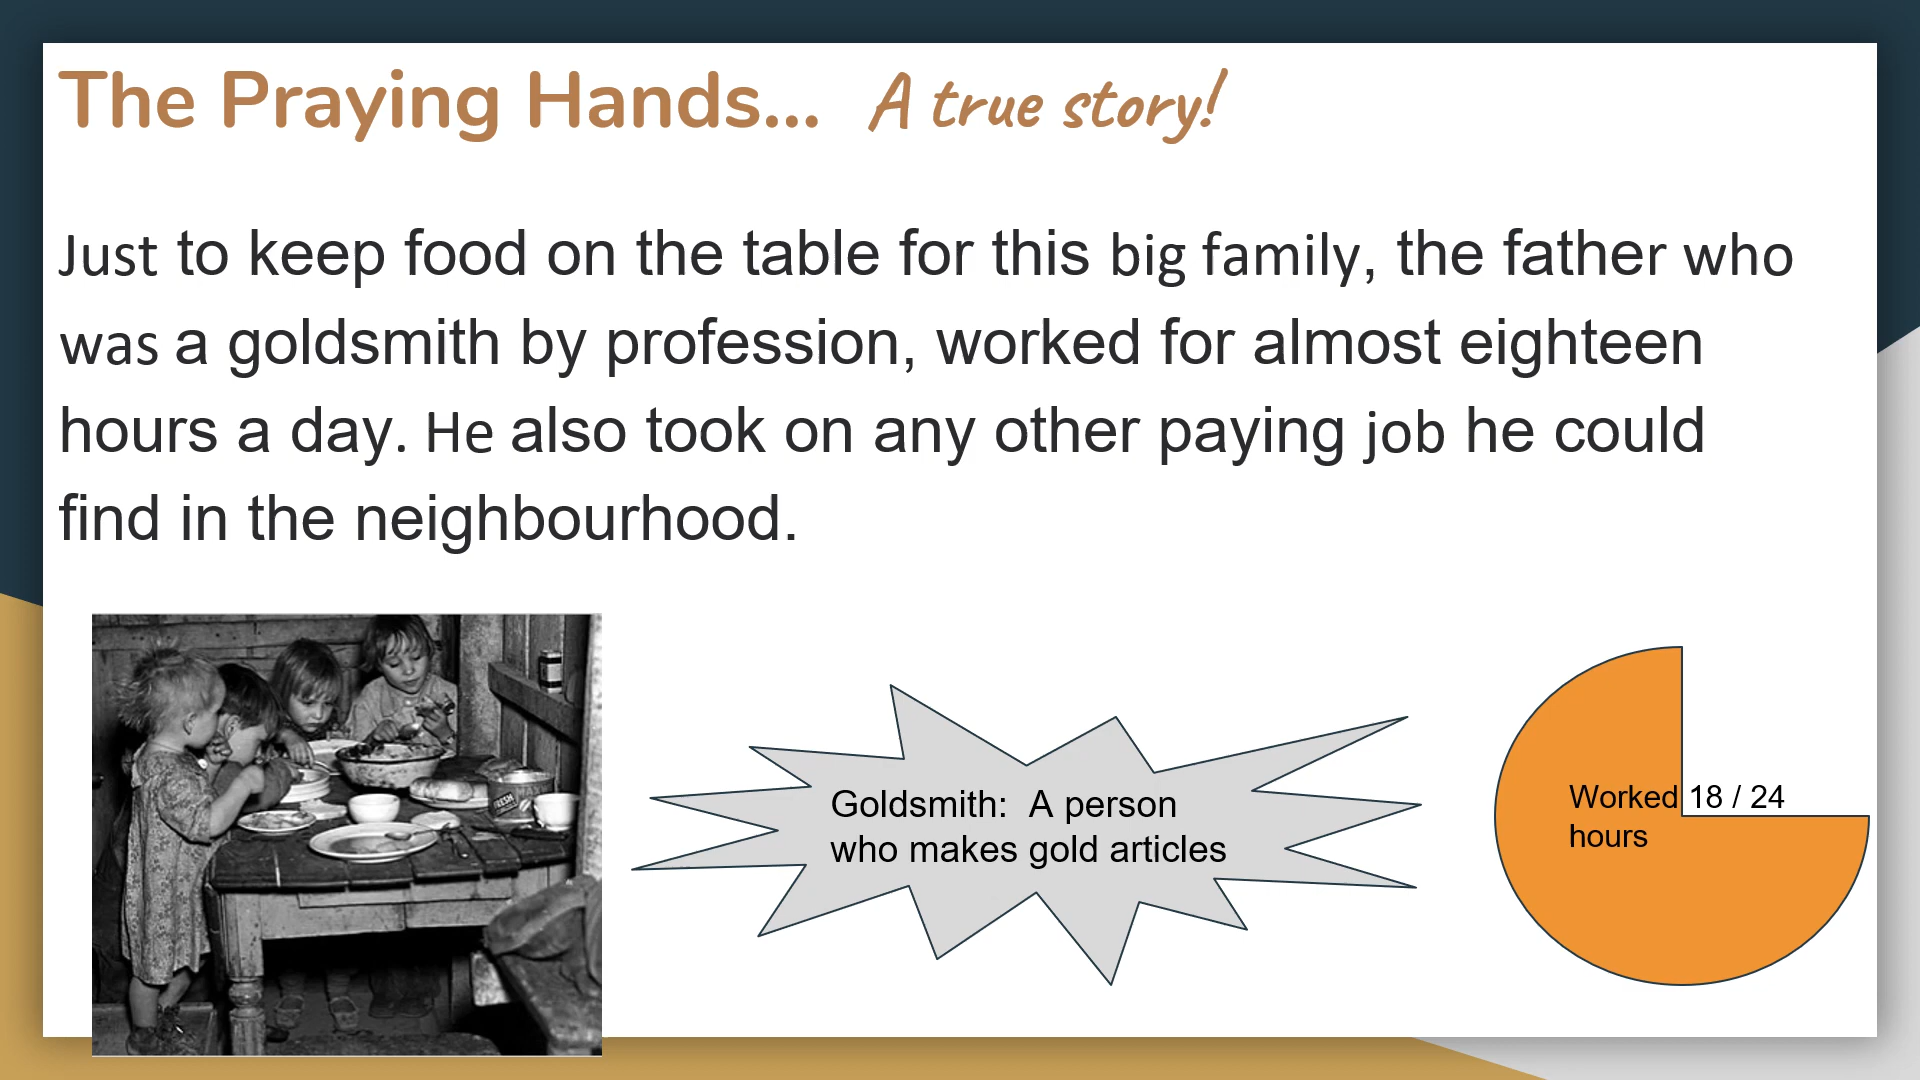 The Praying Hands... A true story!
Just to keep food on the table for this big family, the father who
was a goldsmith by profession, worked for almost eighteen
hours a day. He also took on any other paying job he could
find in the neighbourhood.
Goldsmith: A person
who makes gold articles
Worked 18 / 24
hours